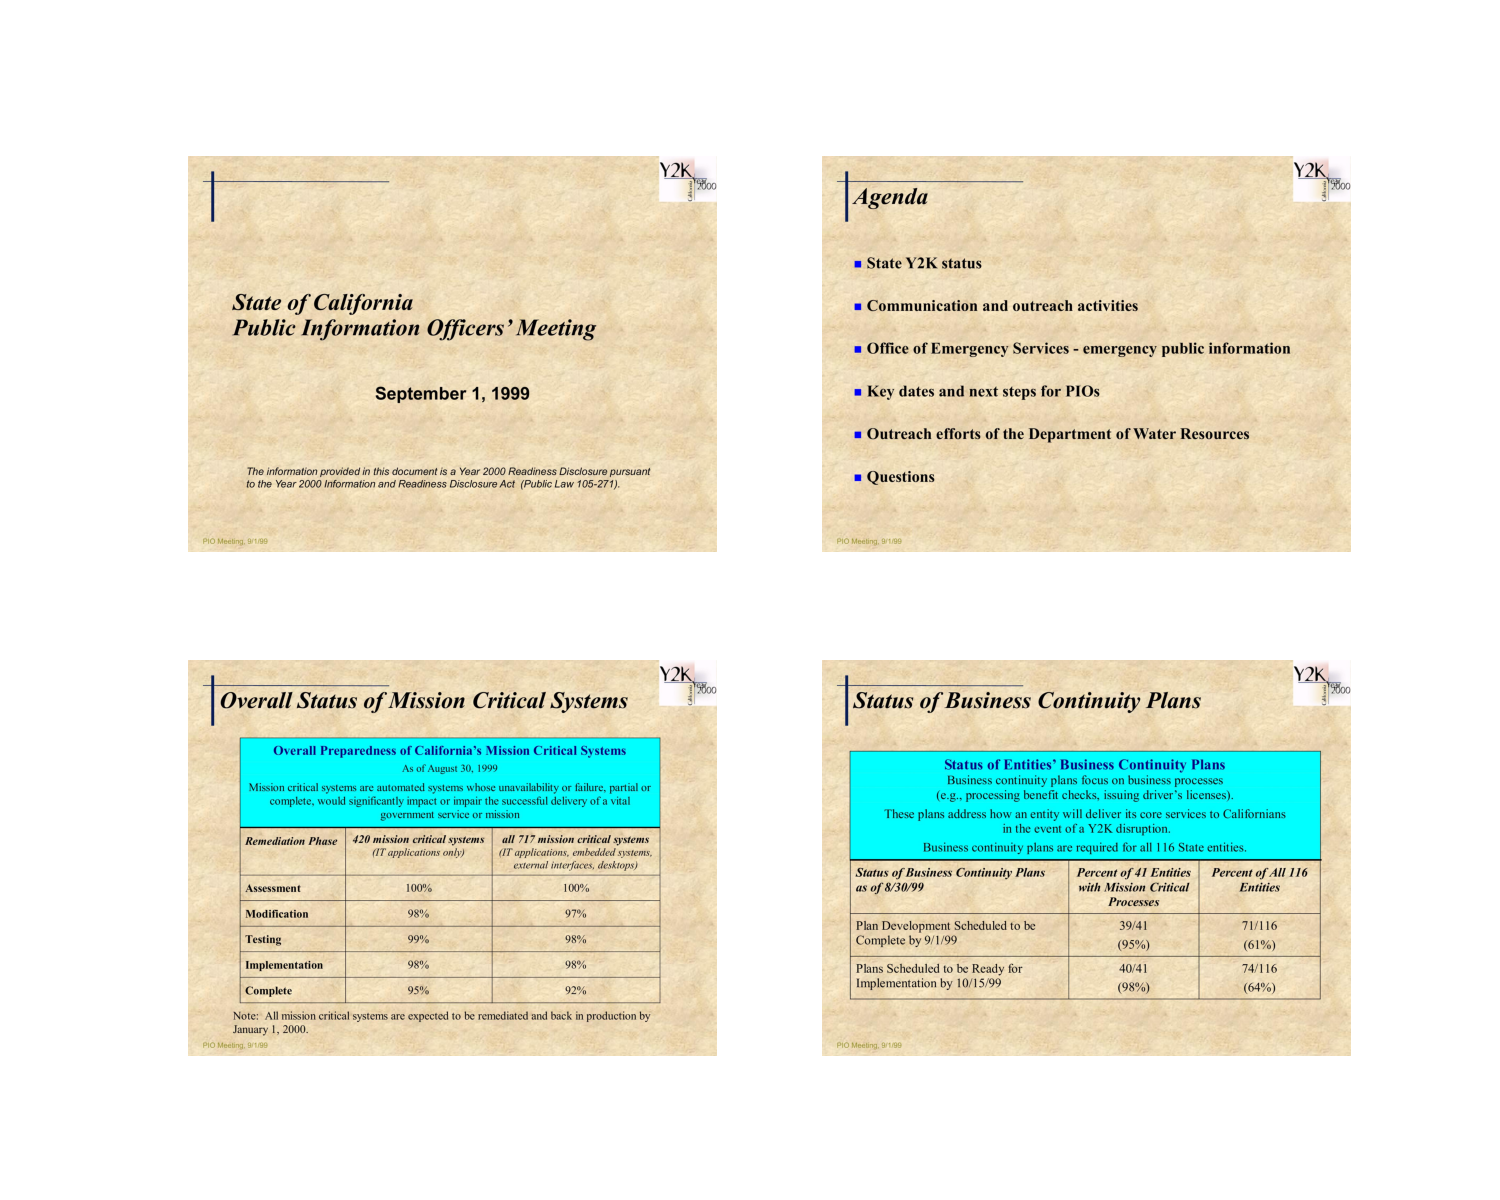 Y2K
California
Year
2000
State of California
Public Information Officers’ Meeting
September 1, 1999
The information provided in this document is a Year 2000 Readiness Disclosure pursuant
to the Year 2000 Information and Readiness Disclosure Act (Public Law 105-271).
PIO Meeting, 9/1/99
Y2K
California
Year
2000
Agenda
State Y2K status
Communication and outreach activities
Office of Emergency Services - emergency public information
Key dates and next steps for PIOs
Outreach efforts of the Department of Water Resources
Questions
PIO Meeting, 9/1/99
Y2K
California
Year
2000
Overall Status of Mission Critical Systems
Overall Preparedness of California’s Mission Critical Systems
As of August 30, 1999
Mission critical systems are automated systems whose unavailability or failure, partial or
complete, would significantly impact or impair the successful delivery of a vital
government service or mission
Remediation Phase
420 mission critical systems
(IT applications only)
all 717 mission critical systems
(IT applications, embedded systems,
external interfaces, desktops)
Assessment 100% 100%
Modification 98% 97%
Testing 99% 98%
Implementation 98% 98%
Complete 95% 92%
Note: All mission critical systems are expected to be remediated and back in production by
January 1, 2000.
PIO Meeting, 9/1/99
Y2K
California
Year
2000
Status of Business Continuity Plans
Status of Entities’ Business Continuity Plans
Business continuity plans focus on business processes
(e.g., processing benefit checks, issuing driver’s licenses).
These plans address how an entity will deliver its core services to Californians
in the event of a Y2K disruption.
Business continuity plans are required for all 116 State entities.
Status of Business Continuity Plans
as of 8/30/99
Percent of 41 Entities
with Mission Critical
Processes
Percent of All 116
Entities
Plan Development Scheduled to be
Complete by 9/1/99
39/41
(95%)
71/116
(61%)
Plans Scheduled to be Ready for
Implementation by 10/15/99
40/41
(98%)
74/116
(64%)
PIO Meeting, 9/1/99